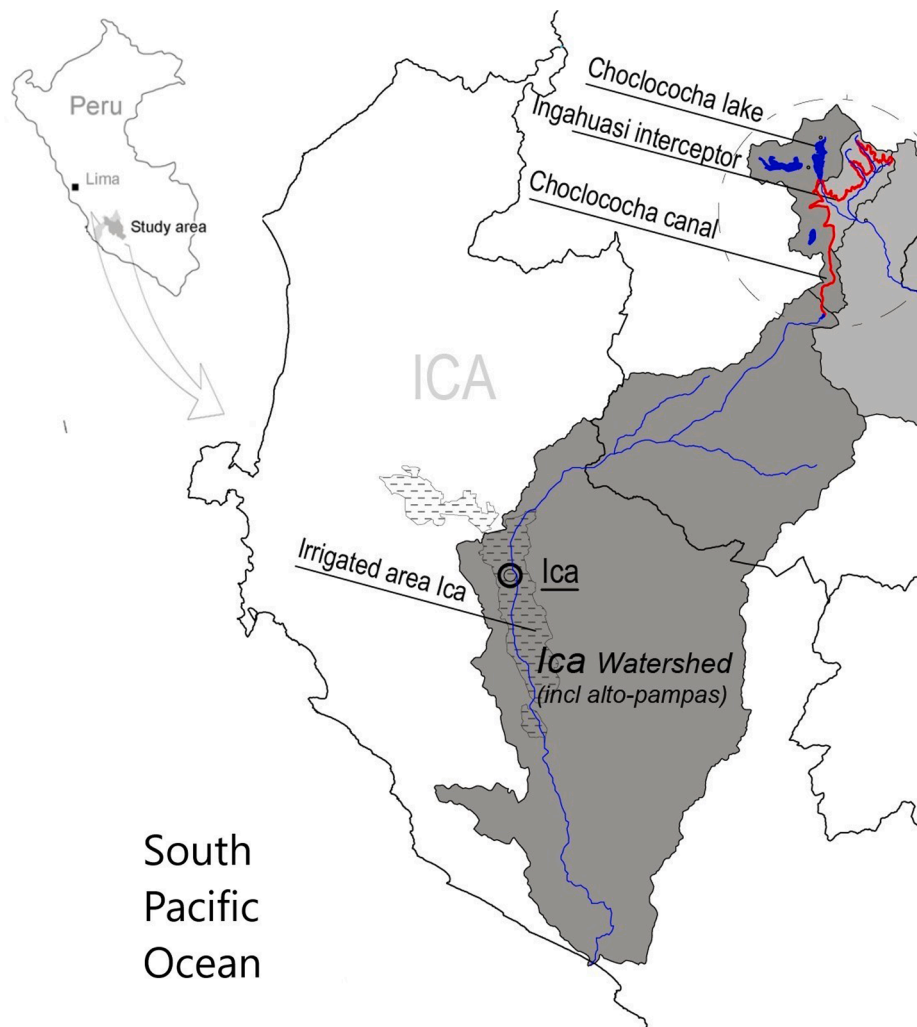 Peru
Lima
Study area
Choclococha lake
Ingahuasi interceptor
Choclococha canal
ICA
Irrigated area Ica
Ica
Ica Watershed
(incl alto-pampas)
South
Pacific
Ocean